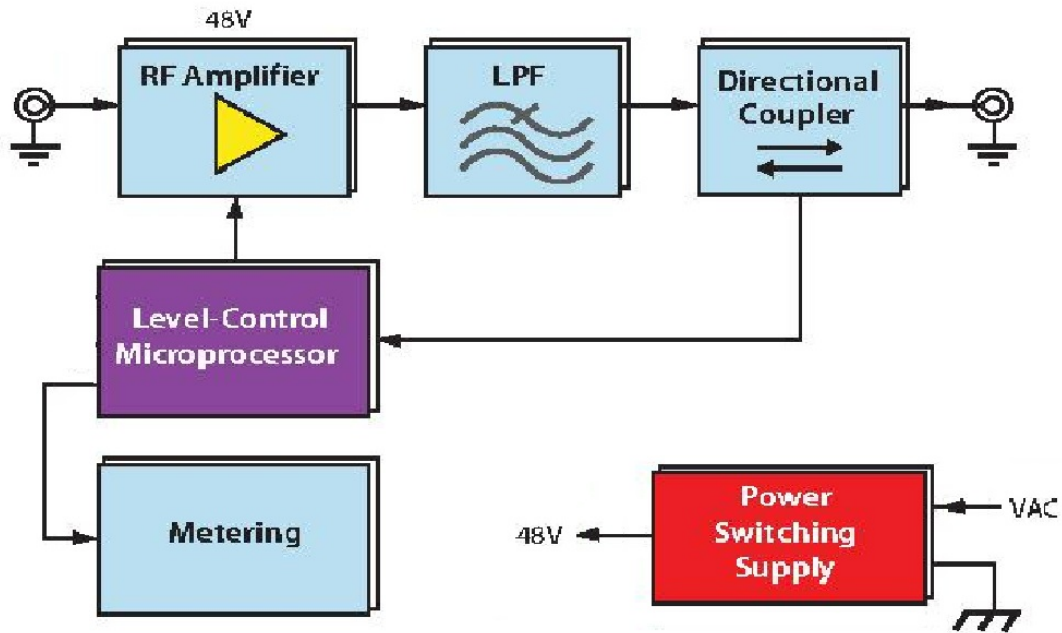 48V
RF Amplifier
LPF
Directional
Coupler
Level-Control
Microprocessor
Metering
48V
Power
Switching
Supply
VAC